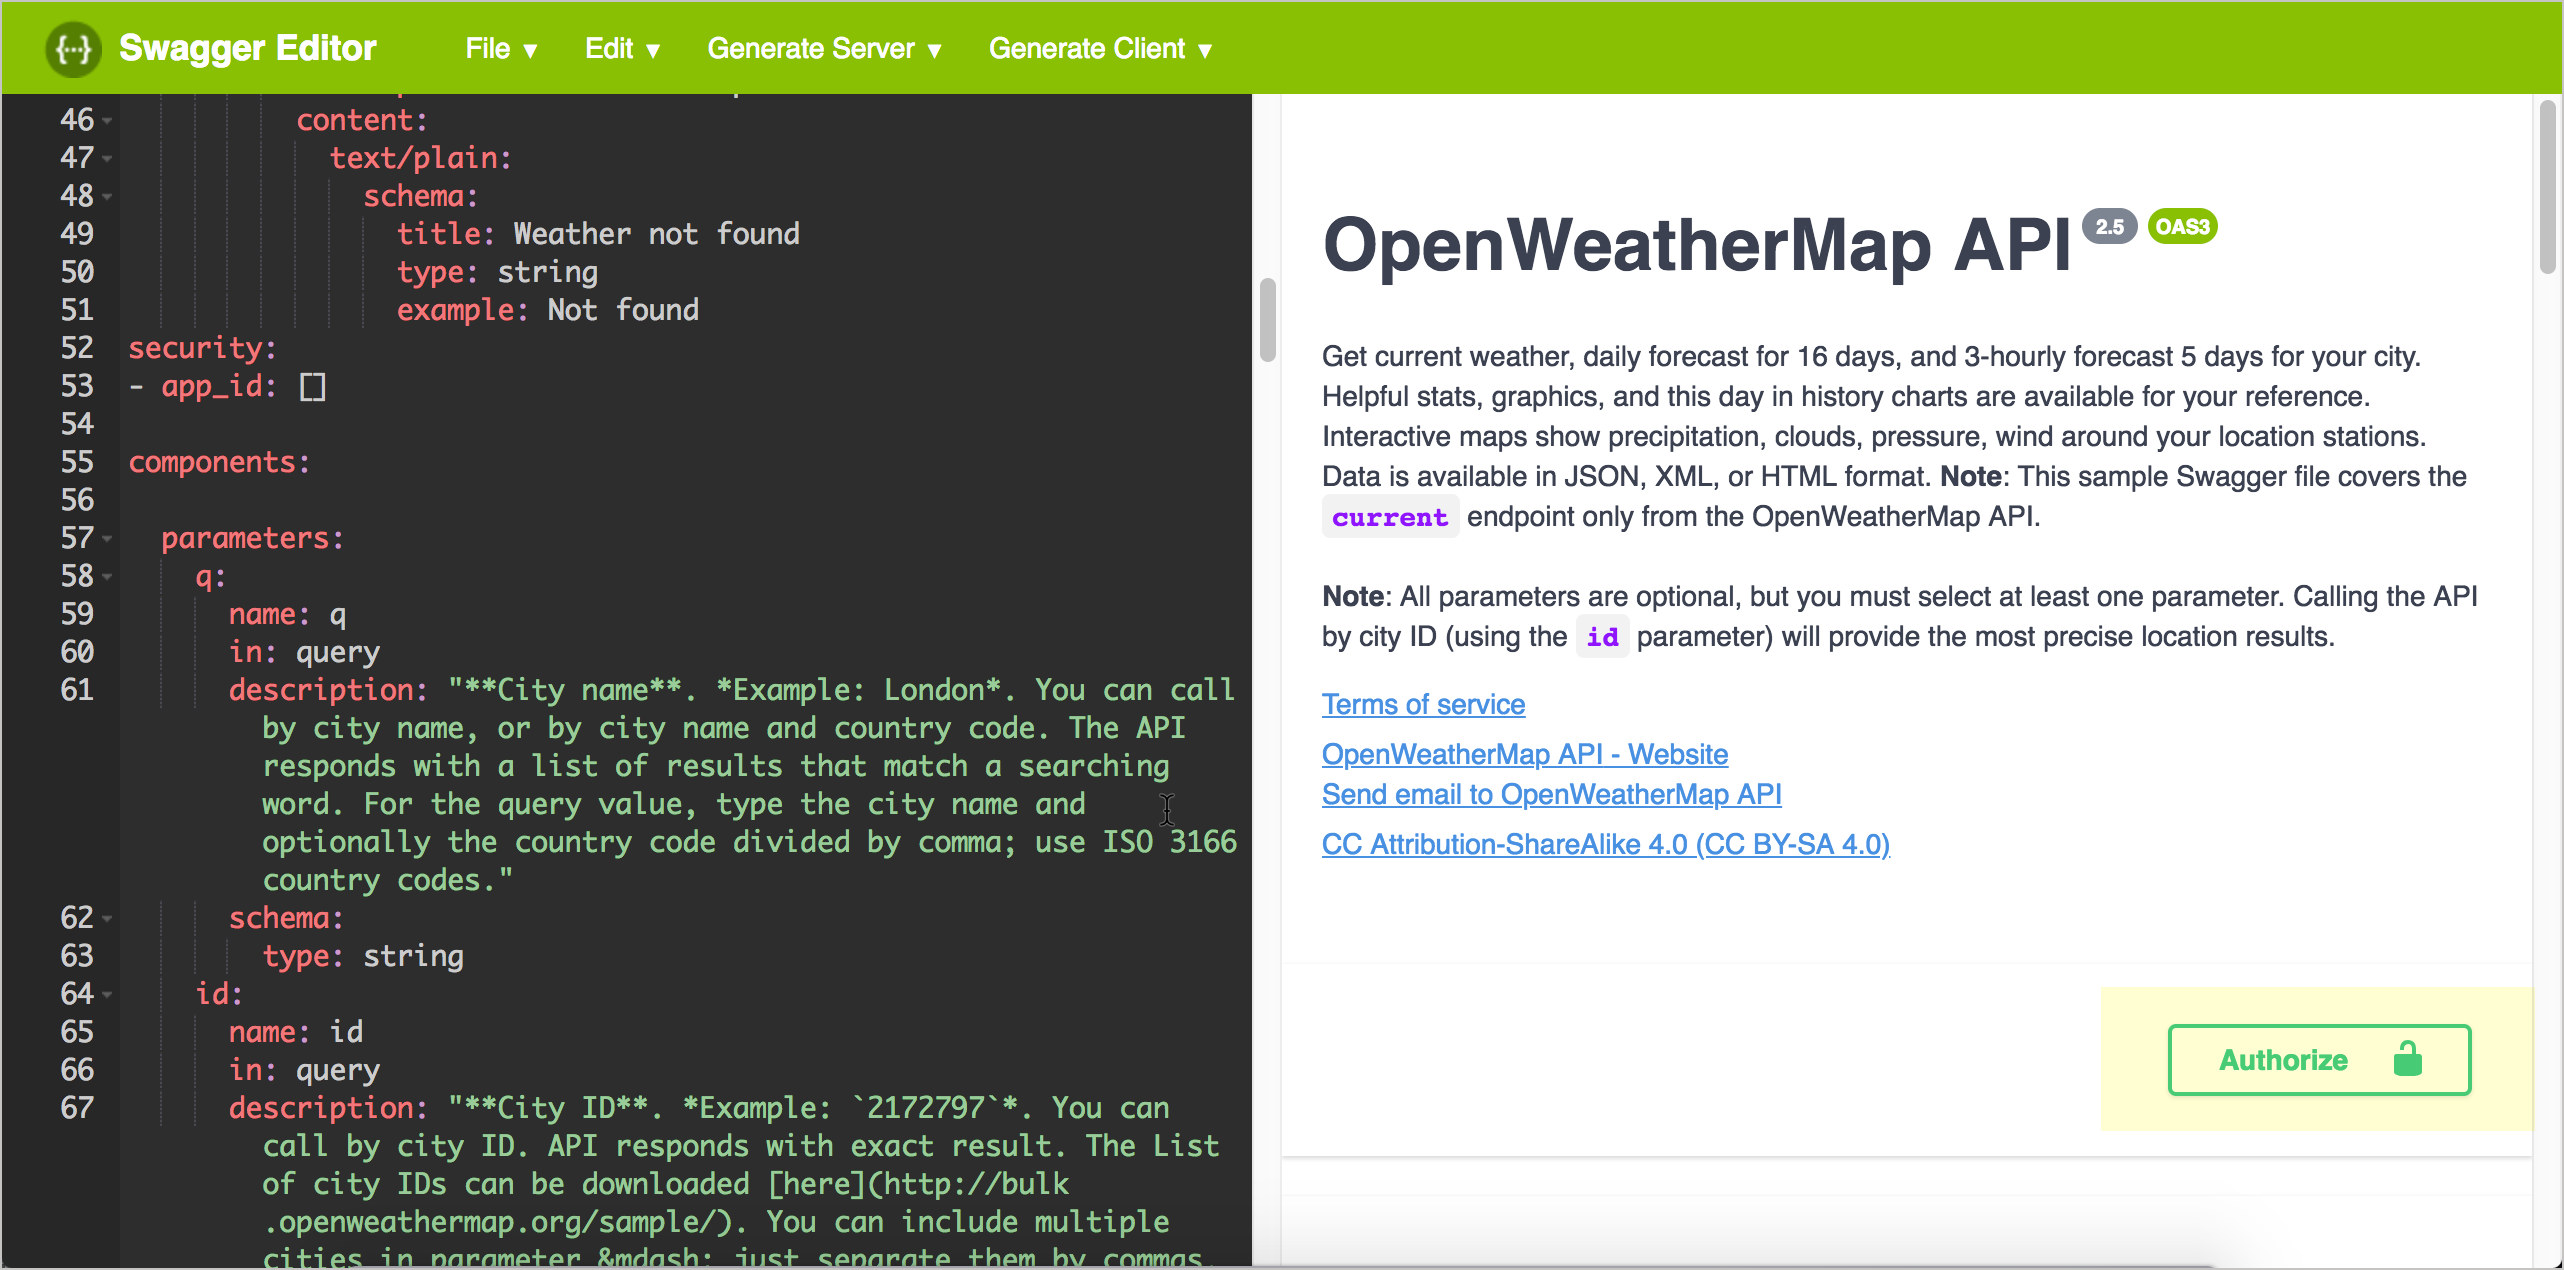 Swagger Editor File ▼ Edit ▼ Generate Server ▼ Generate Client ▼
46 content:
47 text/plain:
48 schema:
49 title: Weather not found
50 type: string
51 example: Not found
52 security:
53 - app_id: []
54
55 components:
56
57 parameters:
58 q:
59 name: q
60 in: query
61 description: "**City name**. *Example: London*. You can call
by city name, or by city name and country code. The API
responds with a list of results that match a searching
word. For the query value, type the city name and
optionally the country code divided by comma; use ISO 3166
country codes."
62 schema:
63 type: string
64 id:
65 name: id
66 in: query
67 description: "**City ID**. *Example: `2172797`*. You can
call by city ID. API responds with exact result. The List
of city IDs can be downloaded [here](http://bulk
.openweathermap.org/sample/). You can include multiple
cities in parameter &mdash; just separate them by commas.
OpenWeatherMap API 2.5 OAS3
Get current weather, daily forecast for 16 days, and 3-hourly forecast 5 days for your city.
Helpful stats, graphics, and this day in history charts are available for your reference.
Interactive maps show precipitation, clouds, pressure, wind around your location stations.
Data is available in JSON, XML, or HTML format. Note: This sample Swagger file covers the
current endpoint only from the OpenWeatherMap API.
Note: All parameters are optional, but you must select at least one parameter. Calling the API
by city ID (using the id parameter) will provide the most precise location results.
Terms of service
OpenWeatherMap API - Website
Send email to OpenWeatherMap API
CC Attribution-ShareAlike 4.0 (CC BY-SA 4.0)
Authorize